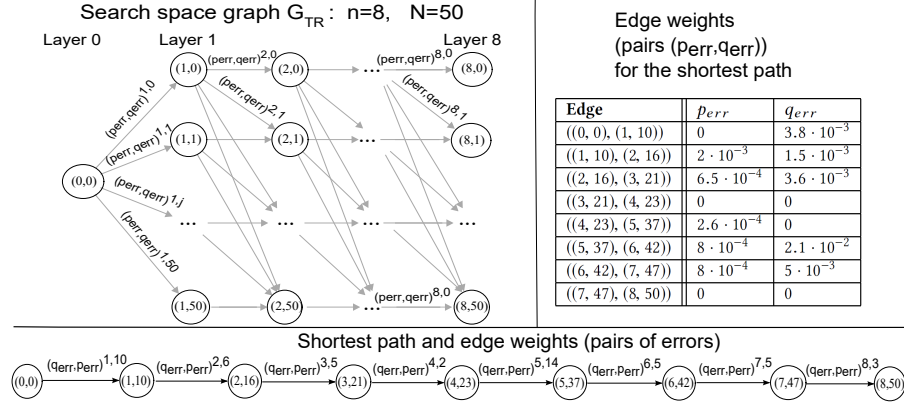 Search space graph G_TR : n=8, N=50
Layer 0 Layer 1 Layer 8
(perr,qerr)^1,0
(1,0)
(perr,qerr)^2,0
(2,0)
...
(perr,qerr)^8,0
(8,0)
(perr,qerr)^2,1
(perr,qerr)^8,1
(perr,qerr)^1,1
(1,1)
(2,1)
...
(8,1)
(0,0)
(perr,qerr)^1,j
... ... ... ...
(perr,qerr)^1,50
(1,50)
(2,50)
...
(perr,qerr)^8,0
(8,50)
Edge weights
(pairs (perr,qerr))
for the shortest path
Edge p_err q_err
((0, 0), (1, 10)) 0 3.8 · 10^−3
((1, 10), (2, 16)) 2 · 10^−3 1.5 · 10^−3
((2, 16), (3, 21)) 6.5 · 10^−4 3.6 · 10^−3
((3, 21), (4, 23)) 0 0
((4, 23), (5, 37)) 2.6 · 10^−4 0
((5, 37), (6, 42)) 8 · 10^−4 2.1 · 10^−2
((6, 42), (7, 47)) 8 · 10^−4 5 · 10^−3
((7, 47), (8, 50)) 0 0
Shortest path and edge weights (pairs of errors)
(qerr,perr)^1,10 (qerr,perr)^2,6 (qerr,perr)^3,5 (qerr,perr)^4,2 (qerr,perr)^5,14 (qerr,perr)^6,5 (qerr,perr)^7,5 (qerr,perr)^8,3
(0,0) (1,10) (2,16) (3,21) (4,23) (5,37) (6,42) (7,47) (8,50)